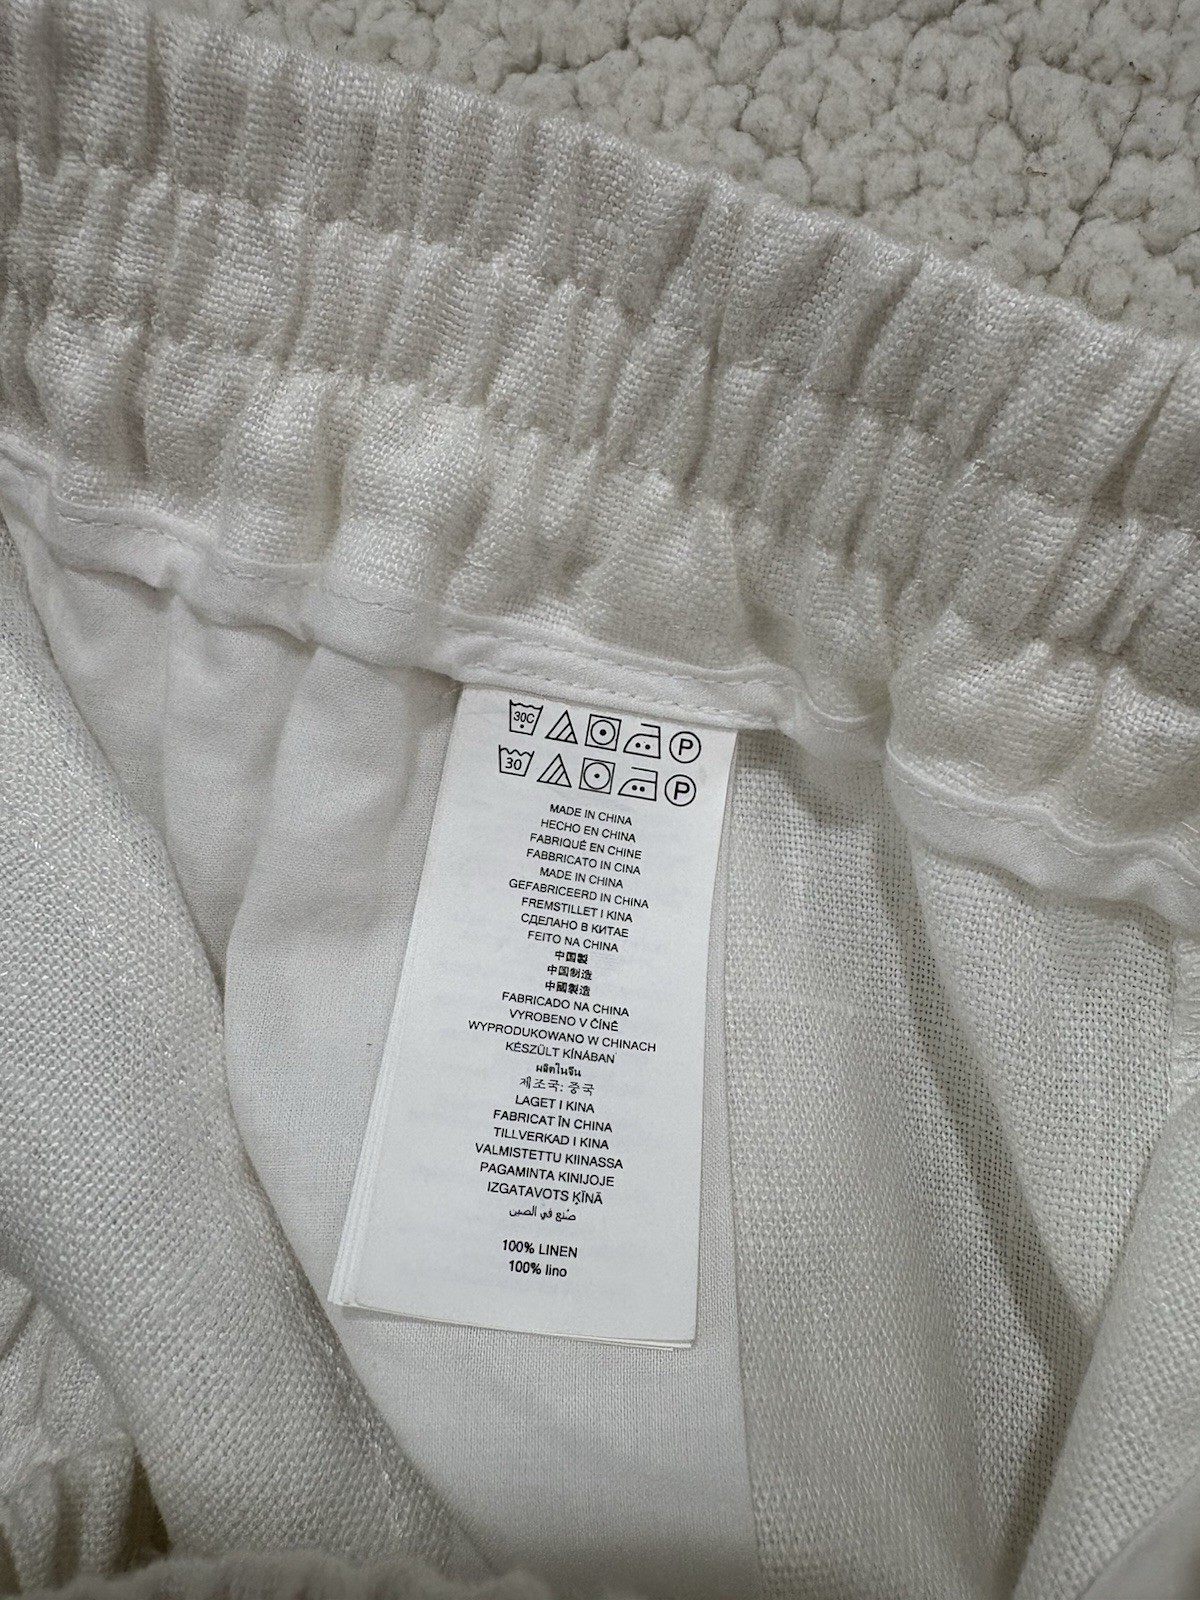 30C P
30 P
MADE IN CHINA
HECHO EN CHINA
FABRIQUÉ EN CHINE
FABBRICATO IN CINA
MADE IN CHINA
GEFABRICEERD IN CHINA
FREMSTILLET I KINA
СДЕЛАНО В КИТАЕ
FEITO NA CHINA
中国製
中国制造
中國製造
FABRICADO NA CHINA
VYROBENO V ČÍNĚ
WYPRODUKOWANO W CHINACH
KÉSZÜLT KÍNÁBAN
ผลิตในจีน
제조국: 중국
LAGET I KINA
FABRICAT ÎN CHINA
TILLVERKAD I KINA
VALMISTETTU KIINASSA
PAGAMINTA KINIJOJE
IZGATAVOTS ĶĪNĀ
صُنع في الصين
100% LINEN
100% lino